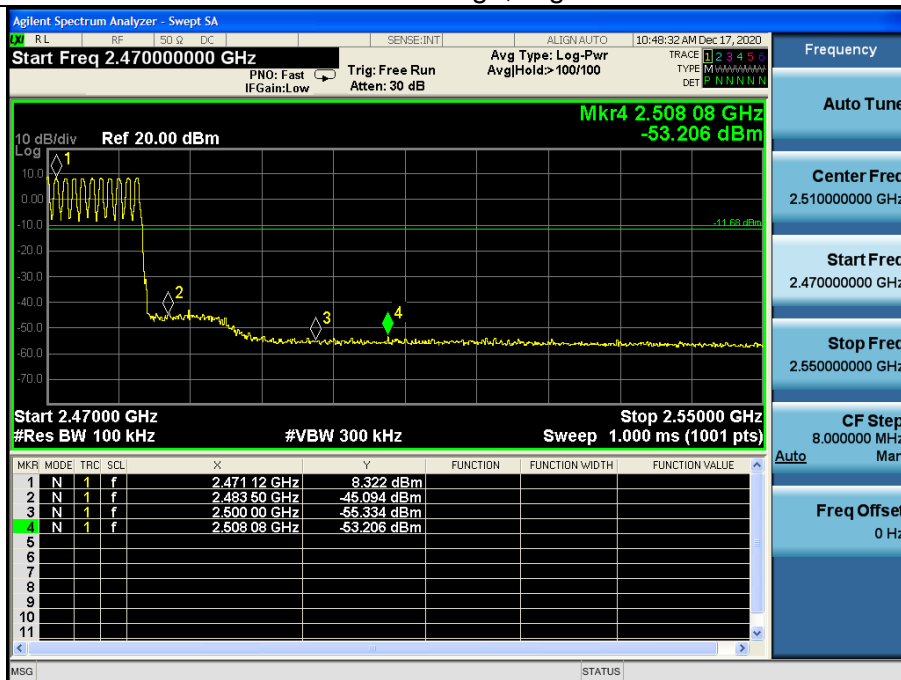 Agilent Spectrum Analyzer - Swept SA
LXI RL RF 50 Ω DC SENSE:INT ALIGN AUTO 10:48:32 AM Dec 17, 2020
Start Freq 2.470000000 GHz
Avg Type: Log-Pwr
TRACE 1 2 3 4 5 6
PNO: Fast
Trig: Free Run
Avg|Hold:> 100/100
TYPE M WWWWW
IFGain:Low
Atten: 30 dB
DET P N N N N N
Mkr4 2.508 08 GHz
-53.206 dBm
10 dB/div
Ref 20.00 dBm
Log
10.0
0.00
-10.0
-20.0
-30.0
-40.0
-50.0
-60.0
-70.0
1
2
3
4
-11.68 dBm
Start 2.47000 GHz
Stop 2.55000 GHz
#Res BW 100 kHz
#VBW 300 kHz
Sweep 1.000 ms (1001 pts)
MKR MODE TRC SCL X Y FUNCTION FUNCTION WIDTH FUNCTION VALUE
1 N 1 f 2.471 12 GHz 8.322 dBm
2 N 1 f 2.483 50 GHz -45.094 dBm
3 N 1 f 2.500 00 GHz -55.334 dBm
4 N 1 f 2.508 08 GHz -53.206 dBm
5
6
7
8
9
10
11
MSG
STATUS
Frequency
Auto Tune
Center Freq
2.510000000 GHz
Start Freq
2.470000000 GHz
Stop Freq
2.550000000 GHz
CF Step
8.000000 MHz
Auto Man
Freq Offset
0 Hz